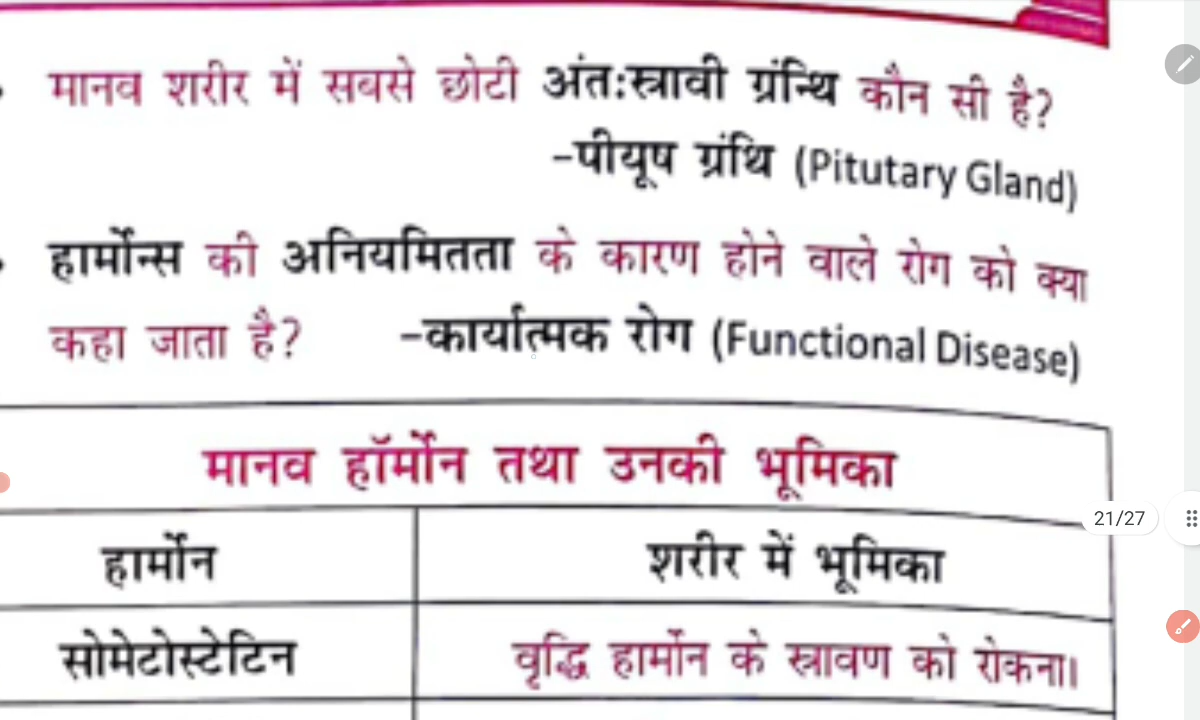 मानव शरीर में सबसे छोटी अंतःस्त्रावी ग्रंन्थि कौन सी है?
–पीयूष ग्रंथि (Pitutary Gland)
हार्मोन्स की अनियमितता के कारण होने वाले रोग को क्या
कहा जाता है? –कार्यात्मक रोग (Functional Disease)
मानव हॉर्मोन तथा उनकी भूमिका
21/27
हार्मोन शरीर में भूमिका
सोमेटोस्टेटिन वृद्धि हार्मोन के स्त्रावण को रोकना।